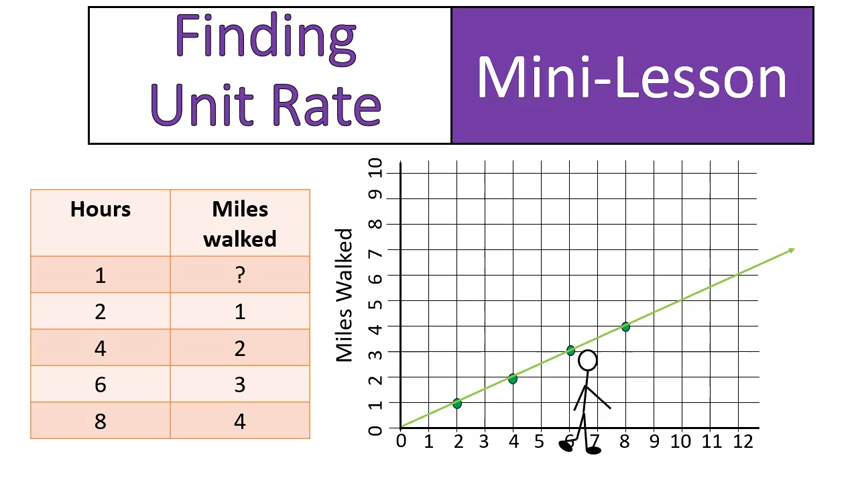 Finding
Unit Rate
Mini-Lesson
Hours Miles
walked
1 ?
2 1
4 2
6 3
8 4
Miles Walked
10
9
8
7
6
5
4
3
2
1
0
0 1 2 3 4 5 6 7 8 9 10 11 12